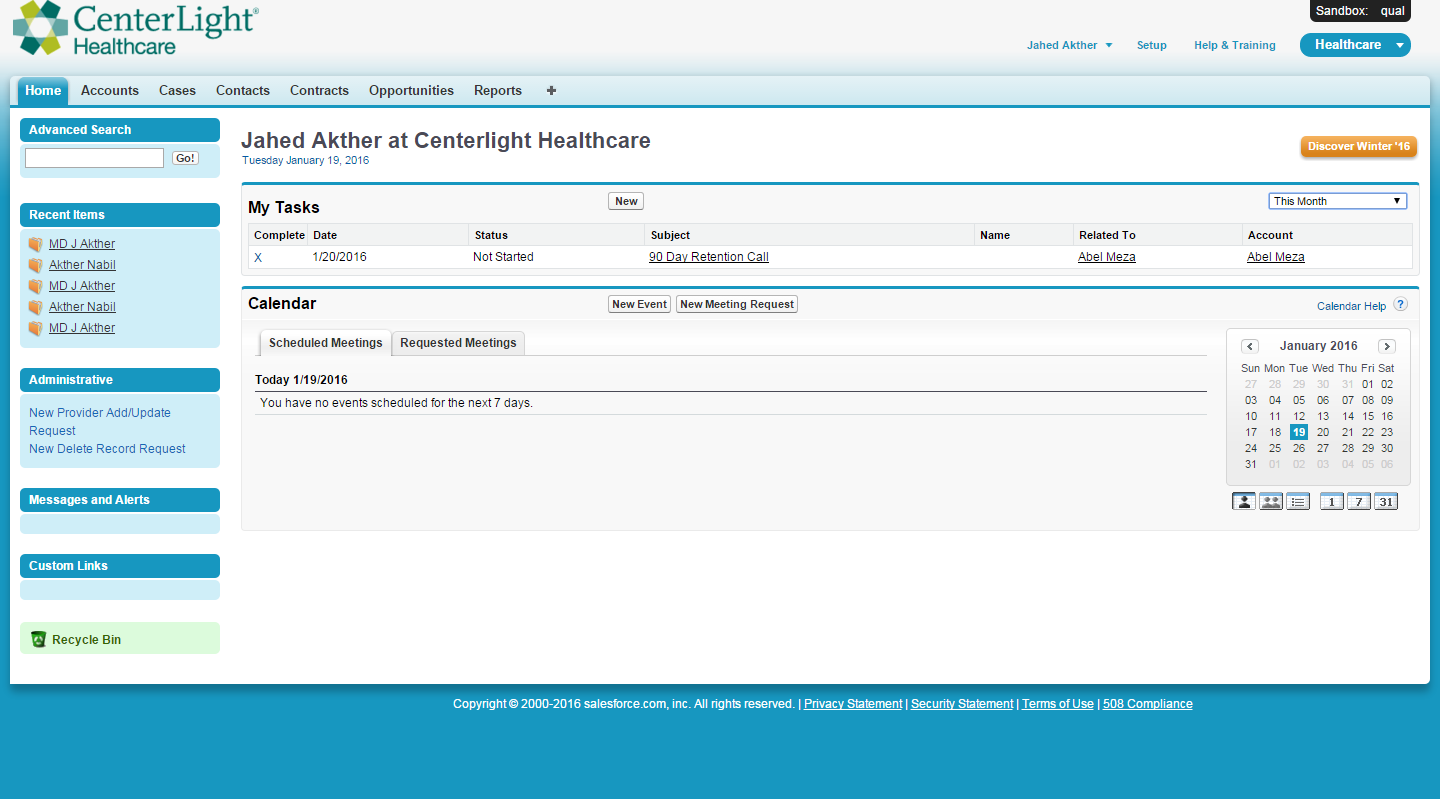 CenterLight®
Healthcare
Sandbox: qual
Jahed Akther Setup Help & Training Healthcare
Home Accounts Cases Contacts Contracts Opportunities Reports +
Advanced Search
Go!
Recent Items
MD J Akther
Akther Nabil
MD J Akther
Akther Nabil
MD J Akther
Administrative
New Provider Add/Update
Request
New Delete Record Request
Messages and Alerts
Custom Links
Recycle Bin
Jahed Akther at Centerlight Healthcare
Tuesday January 19, 2016
Discover Winter '16
My Tasks New This Month
Complete Date Status Subject Name Related To Account
X 1/20/2016 Not Started 90 Day Retention Call Abel Meza Abel Meza
Calendar New Event New Meeting Request Calendar Help ?
Scheduled Meetings Requested Meetings
Today 1/19/2016
You have no events scheduled for the next 7 days.
< January 2016 >
Sun Mon Tue Wed Thu Fri Sat
27 28 29 30 31 01 02
03 04 05 06 07 08 09
10 11 12 13 14 15 16
17 18 19 20 21 22 23
24 25 26 27 28 29 30
31 01 02 03 04 05 06
1 7 31
Copyright © 2000-2016 salesforce.com, inc. All rights reserved. | Privacy Statement | Security Statement | Terms of Use | 508 Compliance